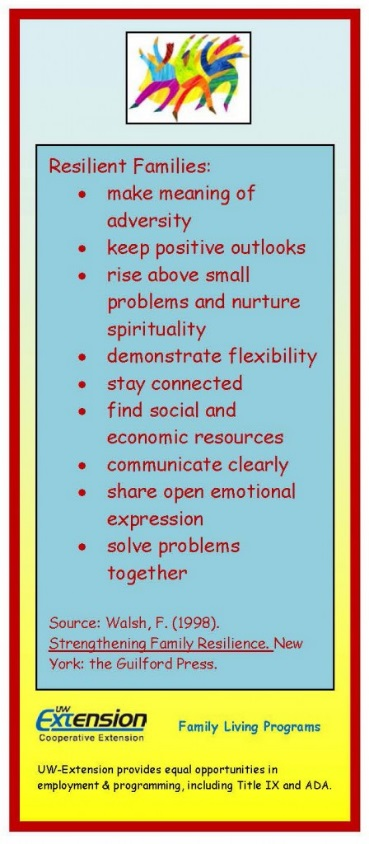 Resilient Families:
• make meaning of
adversity
• keep positive outlooks
• rise above small
problems and nurture
spirituality
• demonstrate flexibility
• stay connected
• find social and
economic resources
• communicate clearly
• share open emotional
expression
• solve problems
together
Source: Walsh, F. (1998).
Strengthening Family Resilience. New
York: the Guilford Press.
UW
Extension
Cooperative Extension
Family Living Programs
UW-Extension provides equal opportunities in
employment & programming, including Title IX and ADA.